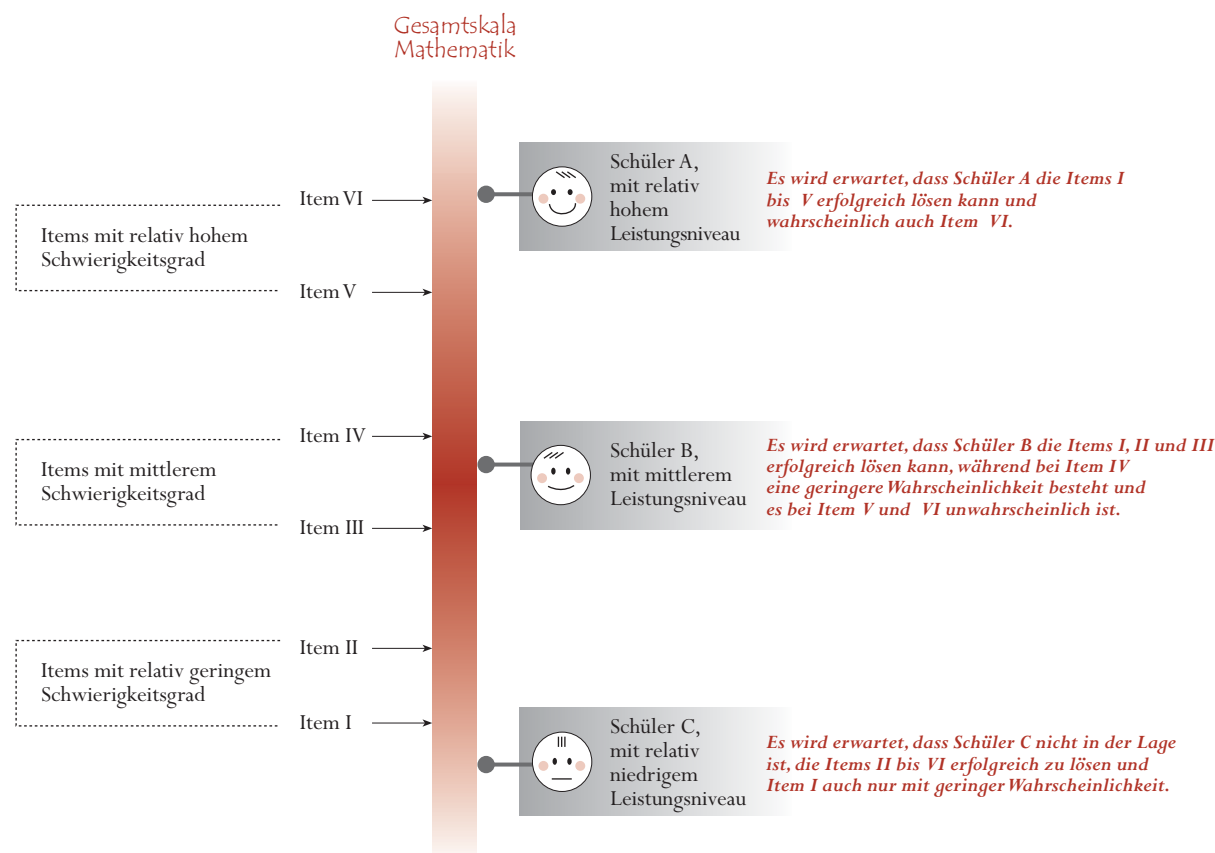 Gesamtskala
Mathematik
Item VI
Items mit relativ hohem
Schwierigkeitsgrad
Item V
Schüler A,
mit relativ
hohem
Leistungsniveau
Es wird erwartet, dass Schüler A die Items I
bis V erfolgreich lösen kann und
wahrscheinlich auch Item VI.
Item IV
Items mit mittlerem
Schwierigkeitsgrad
Item III
Schüler B,
mit mittlerem
Leistungsniveau
Es wird erwartet, dass Schüler B die Items I, II und III
erfolgreich lösen kann, während bei Item IV
eine geringere Wahrscheinlichkeit besteht und
es bei Item V und VI unwahrscheinlich ist.
Item II
Items mit relativ geringem
Schwierigkeitsgrad
Item I
Schüler C,
mit relativ
niedrigem
Leistungsniveau
Es wird erwartet, dass Schüler C nicht in der Lage
ist, die Items II bis VI erfolgreich zu lösen und
Item I auch nur mit geringer Wahrscheinlichkeit.